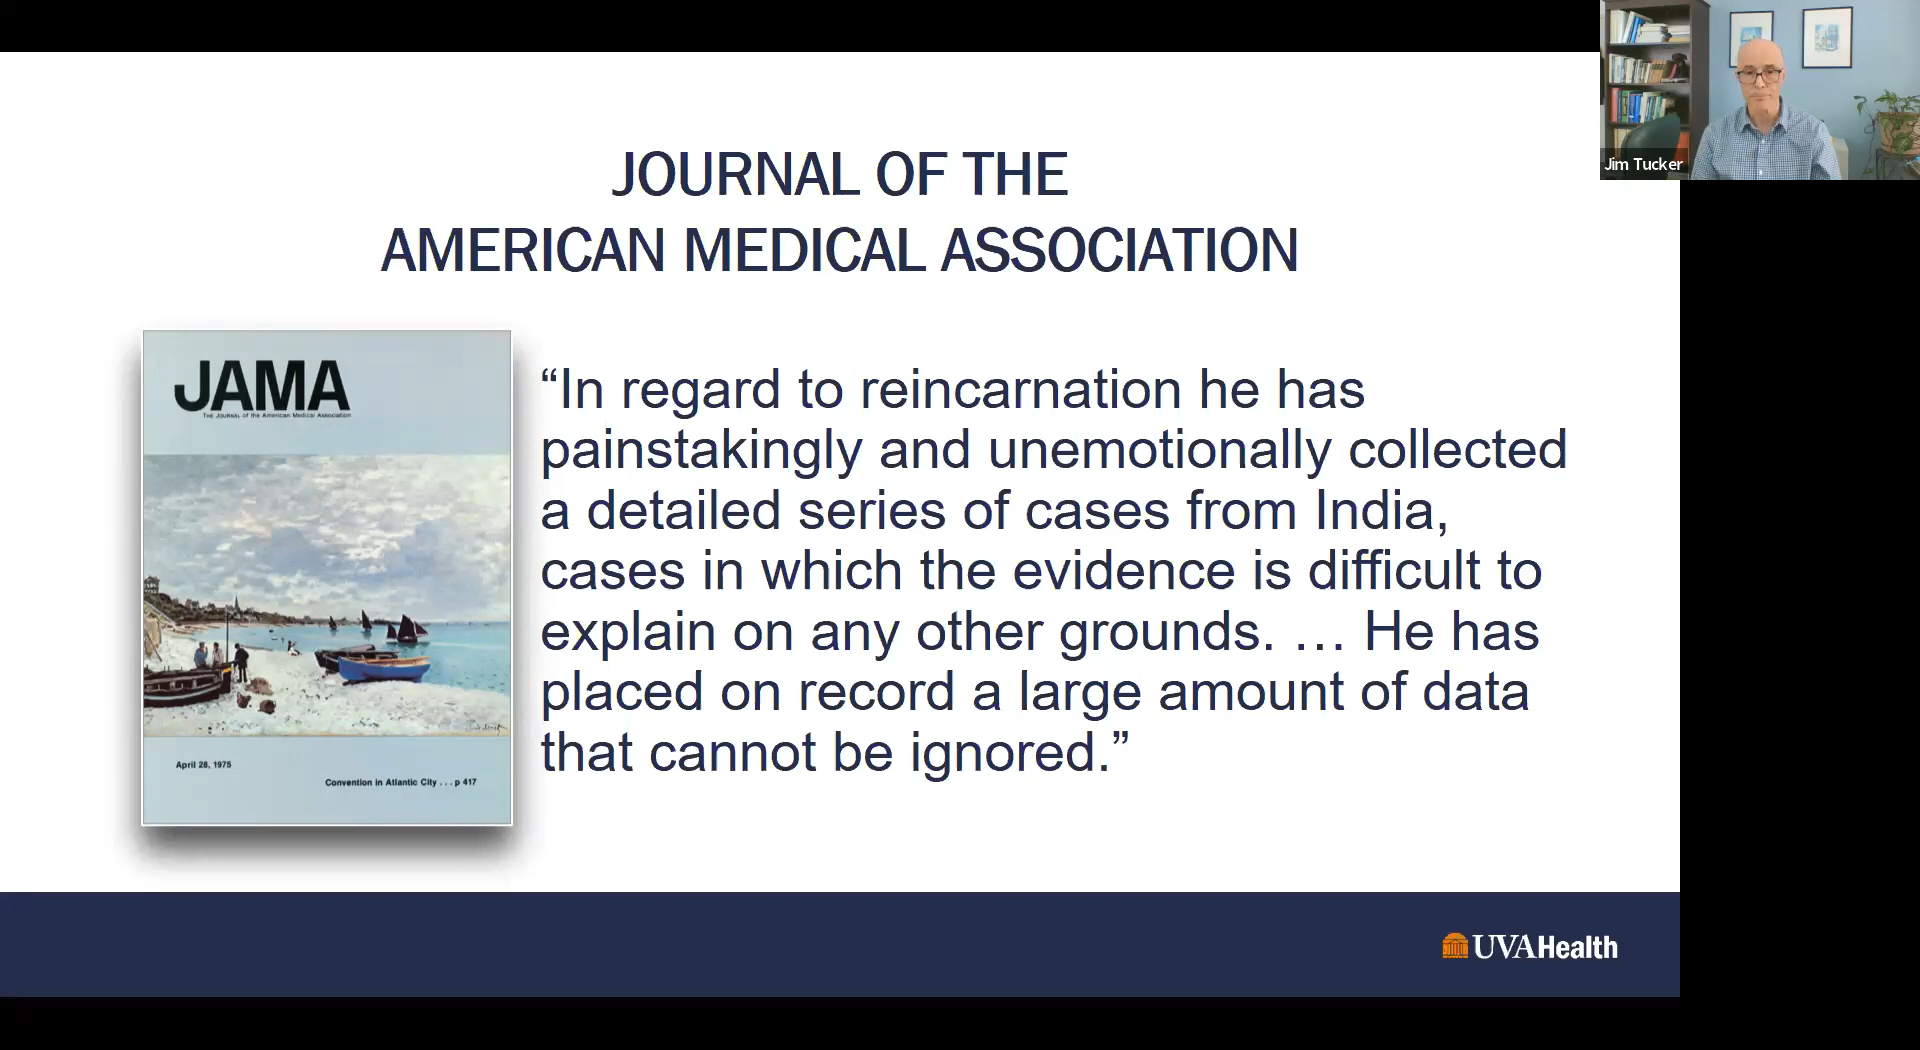 Jim Tucker
JOURNAL OF THE
AMERICAN MEDICAL ASSOCIATION
JAMA
THE JOURNAL of the American Medical Association
April 28, 1975
Convention in Atlantic City . . . p 417
“In regard to reincarnation he has
painstakingly and unemotionally collected
a detailed series of cases from India,
cases in which the evidence is difficult to
explain on any other grounds. … He has
placed on record a large amount of data
that cannot be ignored.”
UVAHealth